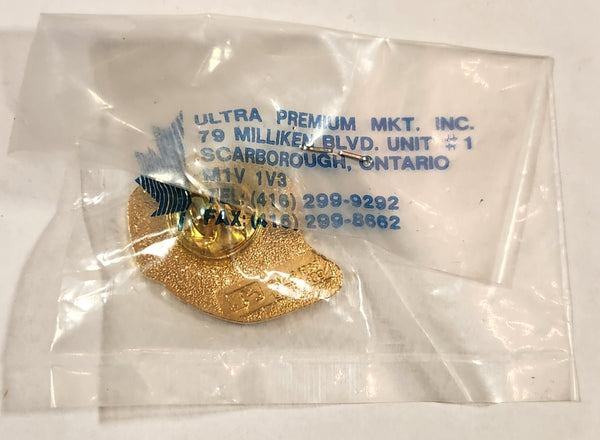 ULTRA PREMIUM MKT. INC.
79 MILLIKEN BLVD. UNIT #1
SCARBOROUGH, ONTARIO
M1V 1V3
TEL: (416) 299-9292
FAX: (416) 299-8662